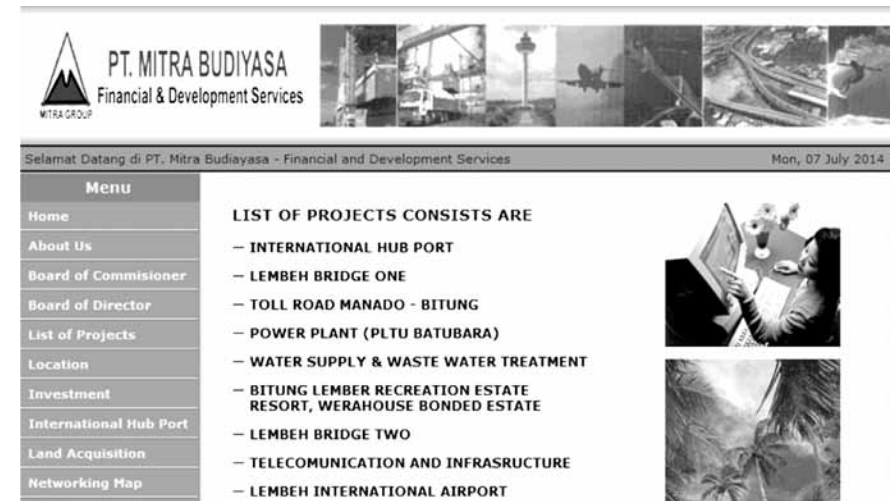 PT. MITRA BUDIYASA
Financial & Development Services
MITRA GROUP
Selamat Datang di PT. Mitra Budiayasa - Financial and Development Services
Mon, 07 July 2014
Menu
Home
About Us
Board of Commisioner
Board of Director
List of Projects
Location
Investment
International Hub Port
Land Acquisition
Networking Map
LIST OF PROJECTS CONSISTS ARE
— INTERNATIONAL HUB PORT
— LEMBEH BRIDGE ONE
— TOLL ROAD MANADO - BITUNG
— POWER PLANT (PLTU BATUBARA)
— WATER SUPPLY & WASTE WATER TREATMENT
— BITUNG LEMBER RECREATION ESTATE
RESORT, WERAHOUSE BONDED ESTATE
— LEMBEH BRIDGE TWO
— TELECOMUNICATION AND INFRASRUCTURE
— LEMBEH INTERNATIONAL AIRPORT